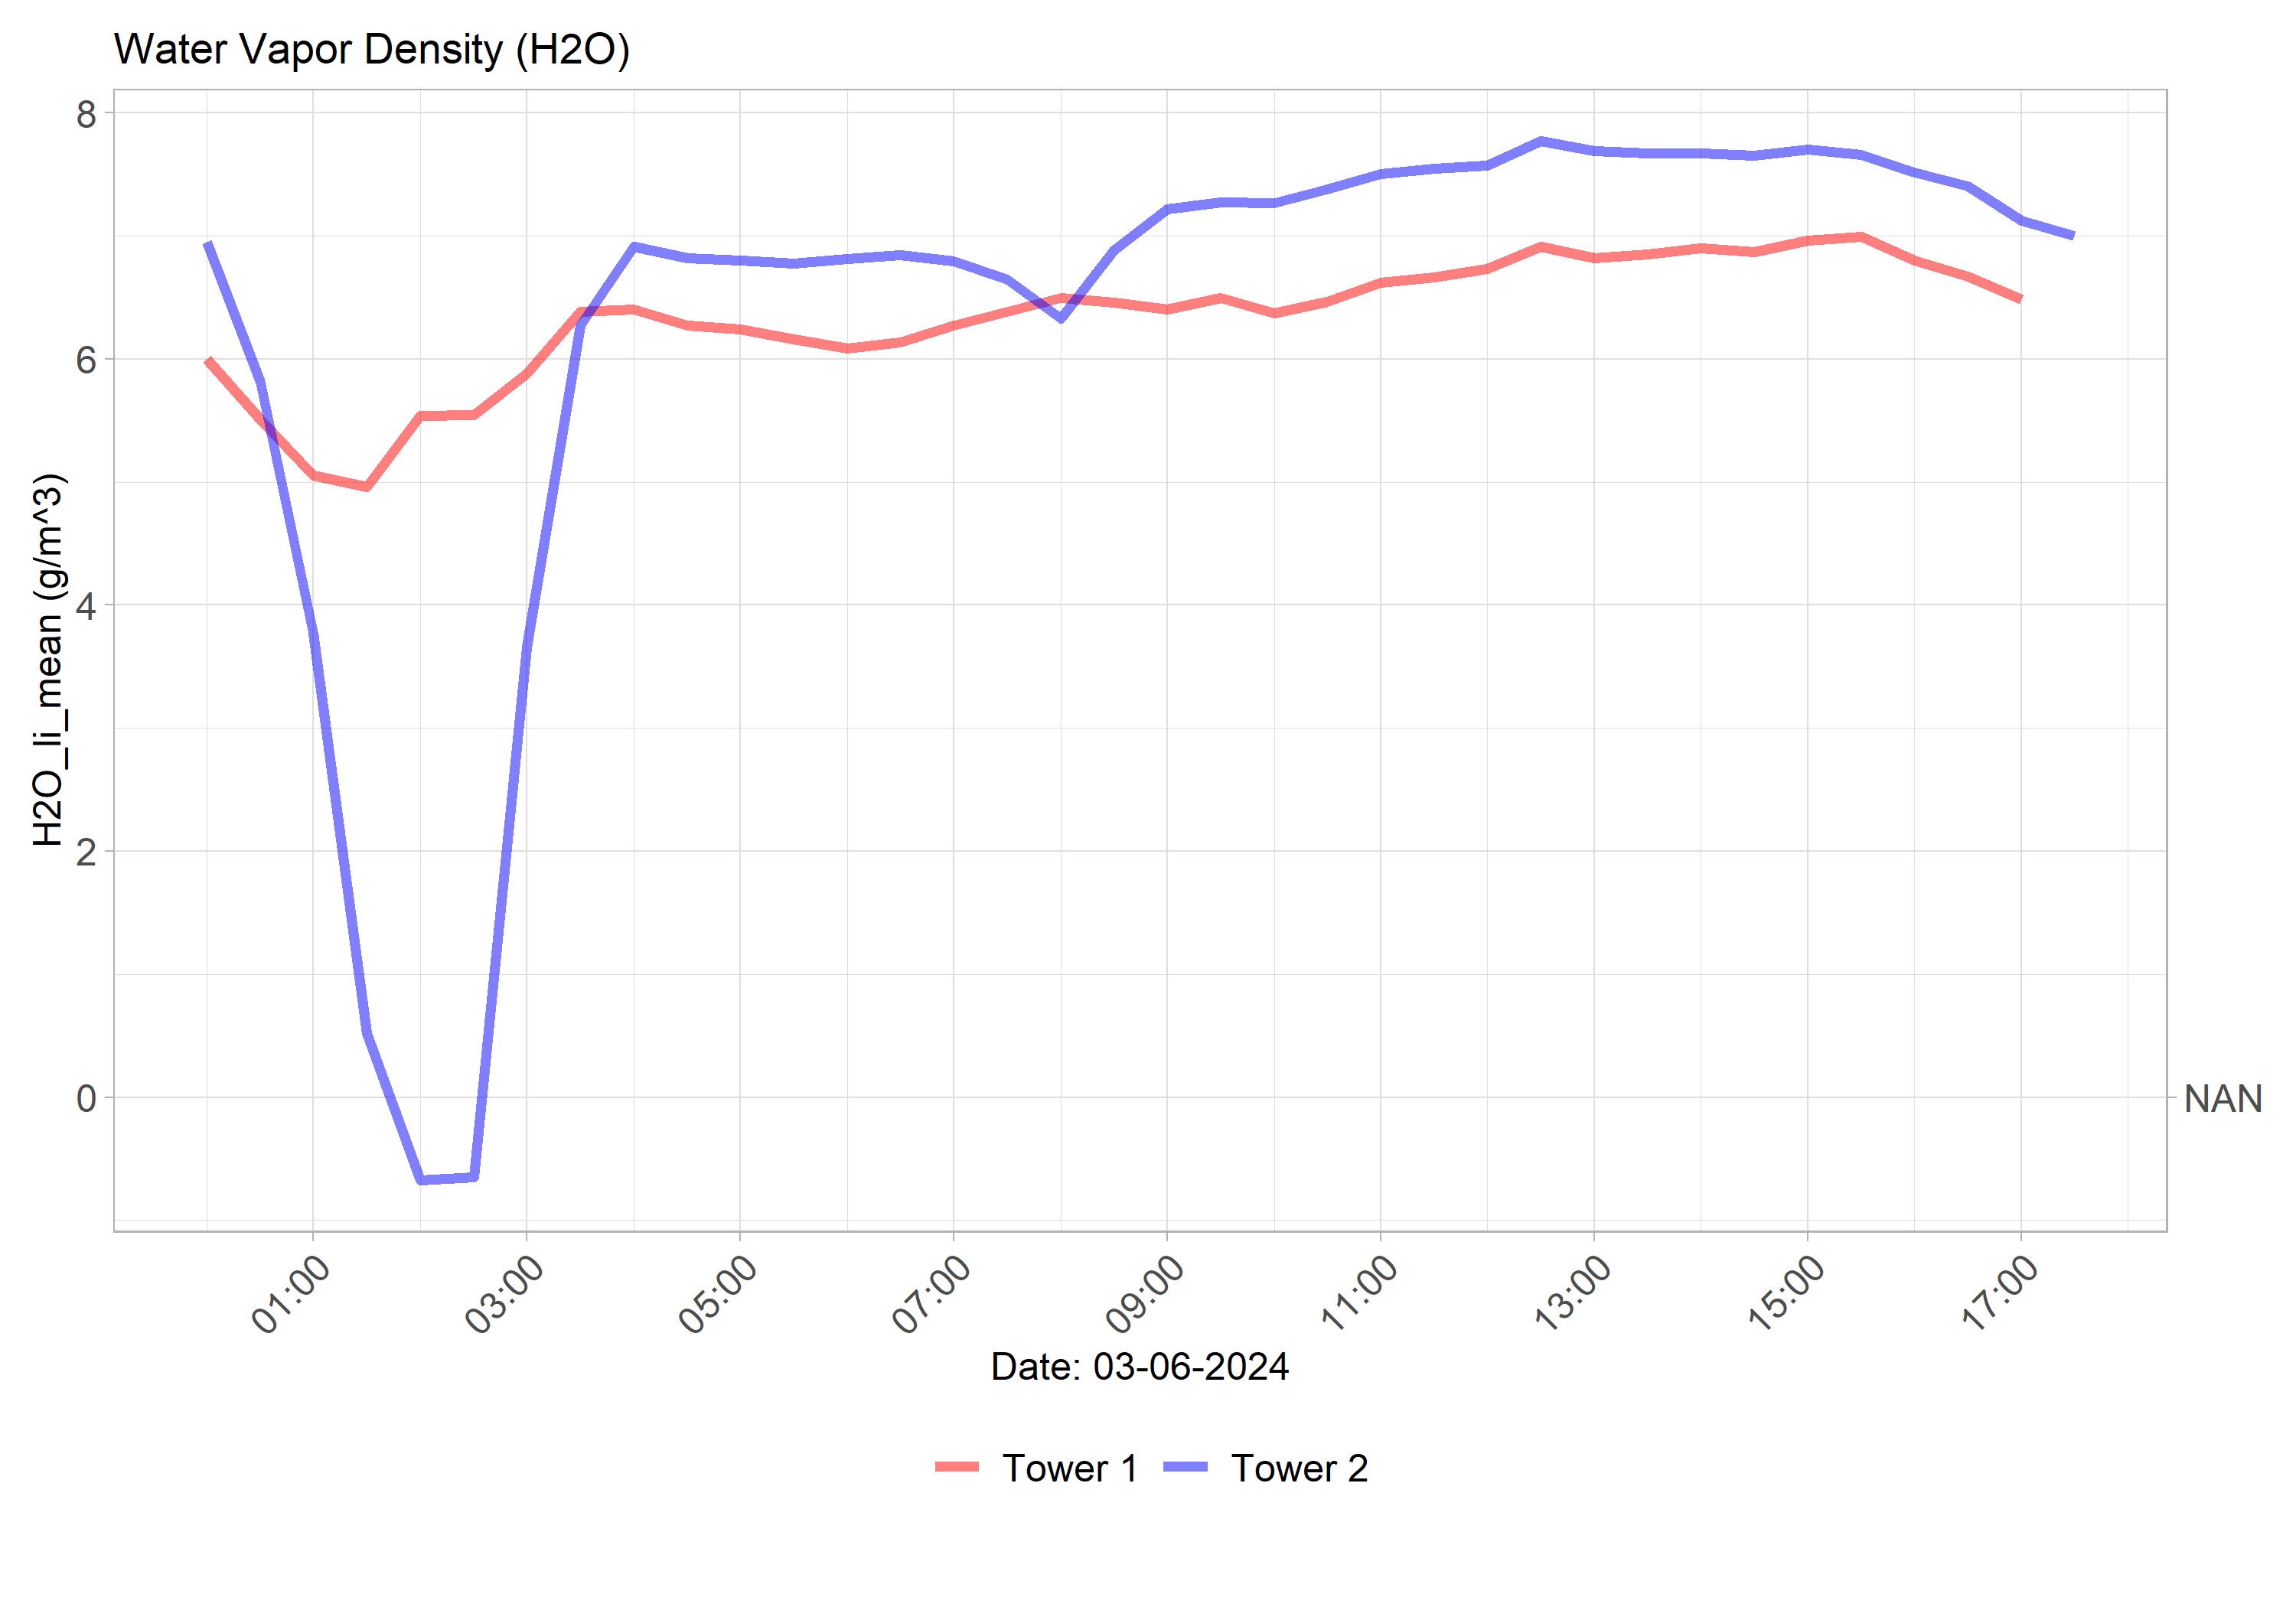 Water Vapor Density (H2O)
H2O_li_mean (g/m^3)
8
6
4
2
0
NAN
01:00
03:00
05:00
07:00
09:00
11:00
13:00
15:00
17:00
Date: 03-06-2024
Tower 1
Tower 2